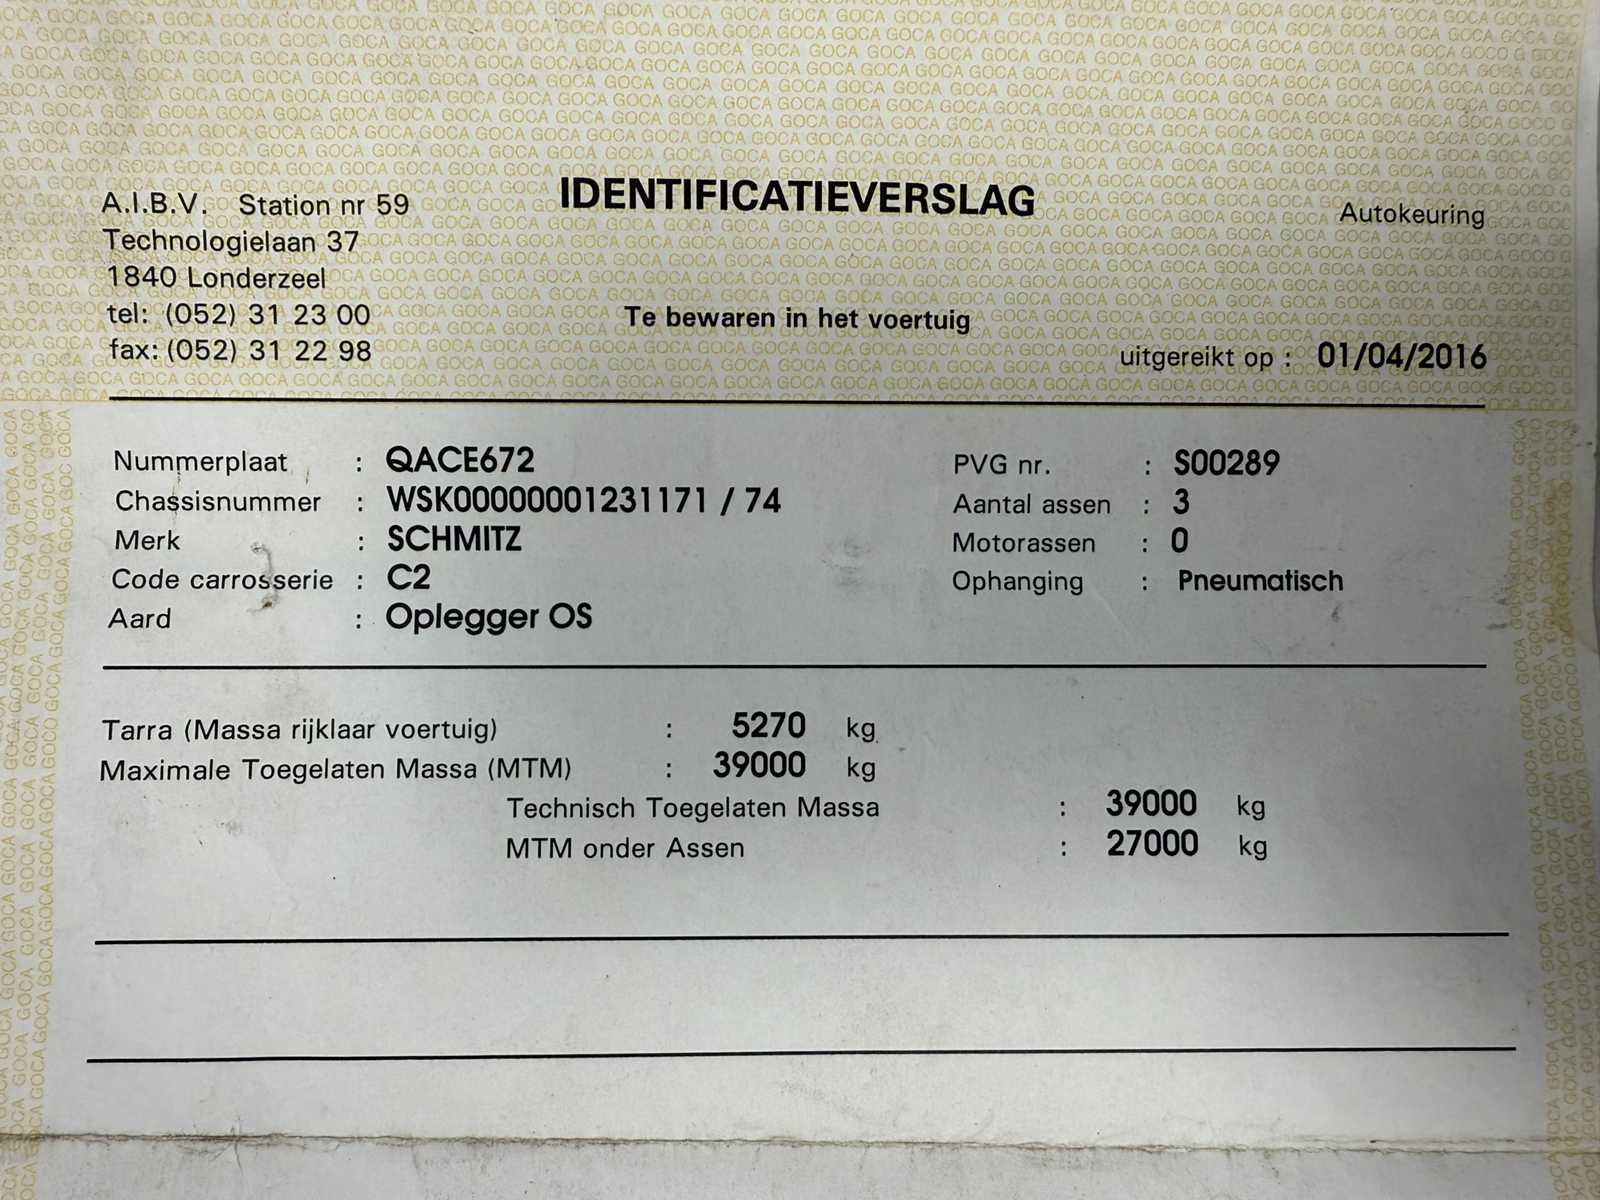 A.I.B.V. Station nr 59
IDENTIFICATIEVERSLAG
Autokeuring
Technologielaan 37
1840 Londerzeel
tel: (052) 31 23 00
Te bewaren in het voertuig
fax: (052) 31 22 98
uitgereikt op : 01/04/2016
Nummerplaat : QACE672
PVG nr. : S00289
Chassisnummer : WSK00000001231171 / 74
Aantal assen : 3
Merk : SCHMITZ
Motorassen : 0
Code carrosserie : C2
Ophanging : Pneumatisch
Aard : Oplegger OS
Tarra (Massa rijklaar voertuig) : 5270 kg
Maximale Toegelaten Massa (MTM) : 39000 kg
Technisch Toegelaten Massa : 39000 kg
MTM onder Assen : 27000 kg